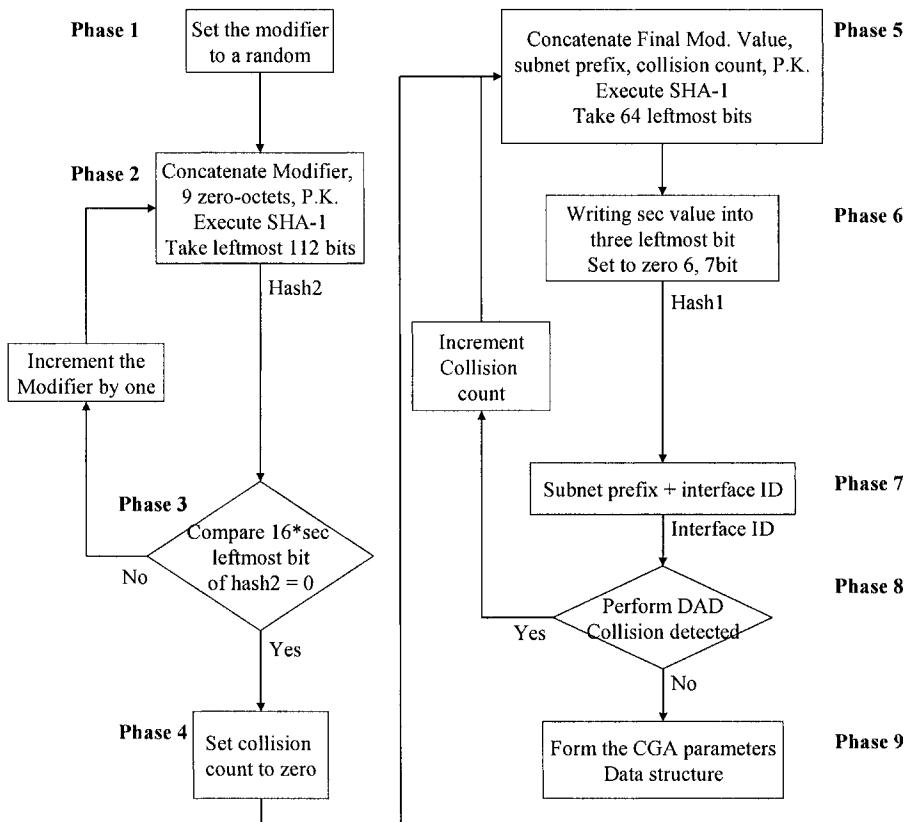 Phase 1
Set the modifier
to a random
Phase 2
Concatenate Modifier,
9 zero-octets, P.K.
Execute SHA-1
Take leftmost 112 bits
Hash2
Increment the
Modifier by one
Phase 3
Compare 16*sec
leftmost bit
of hash2 = 0
No
Yes
Phase 4
Set collision
count to zero
Phase 5
Concatenate Final Mod. Value,
subnet prefix, collision count, P.K.
Execute SHA-1
Take 64 leftmost bits
Phase 6
Writing sec value into
three leftmost bit
Set to zero 6, 7bit
Hash1
Increment
Collision
count
Phase 7
Subnet prefix + interface ID
Interface ID
Phase 8
Perform DAD
Collision detected
Yes
No
Phase 9
Form the CGA parameters
Data structure